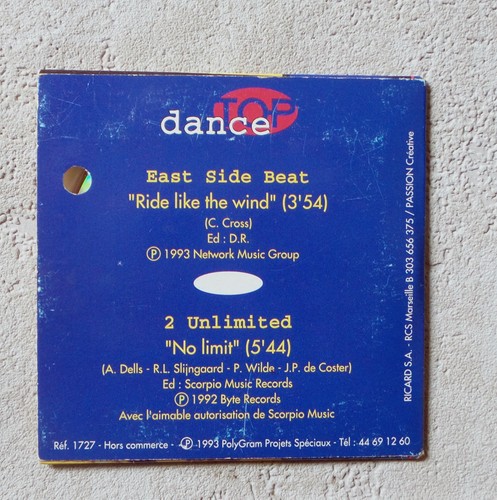 TOP
dance
East Side Beat
"Ride like the wind" (3'54)
(C. Cross)
Ed : D.R.
Ⓟ 1993 Network Music Group
2 Unlimited
"No limit" (5'44)
(A. Dells - R.L. Slijngaard - P. Wilde - J.P. de Coster)
Ed : Scorpio Music Records
Ⓟ 1992 Byte Records
Avec l'aimable autorisation de Scorpio Music
Réf. 1727 - Hors commerce - Ⓟ 1993 PolyGram Projets Spéciaux - Tél : 44 69 12 60
RICARD S.A. - RCS Marseille B 303 656 375 / PASSION Créative